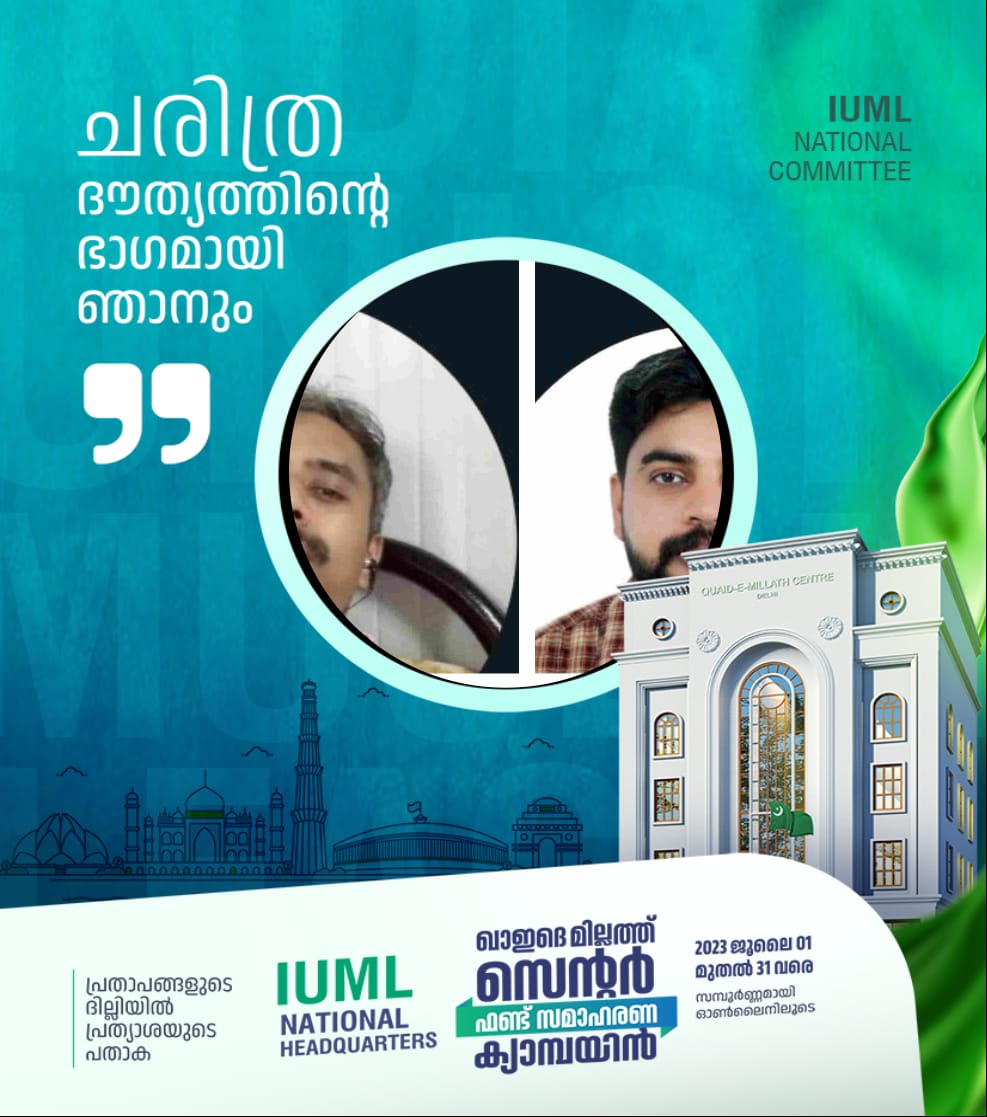 ചരിത്ര
ദൗത്യത്തിന്റെ
ഭാഗമായി
ഞാനും
”
IUML
NATIONAL
COMMITTEE
QUAID-E-MILLATH CENTRE
DELHI
പ്രതാപങ്ങളുടെ
ദില്ലിയിൽ
പ്രത്യാശയുടെ
പതാക
IUML
NATIONAL
HEADQUARTERS
ഖാഇദെ മില്ലത്ത്
സെന്റർ
ഫണ്ട് സമാഹരണ
ക്യാമ്പയിൻ
2023 ജൂലൈ 01
മുതൽ 31 വരെ
സമ്പൂർണ്ണമായി
ഓൺലൈനിലൂടെ